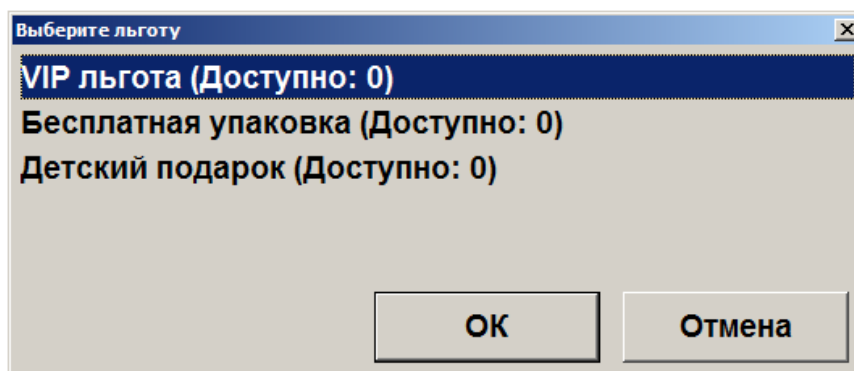 Выберите льготу
VIP льгота (Доступно: 0)
Бесплатная упаковка (Доступно: 0)
Детский подарок (Доступно: 0)
ОК
Отмена